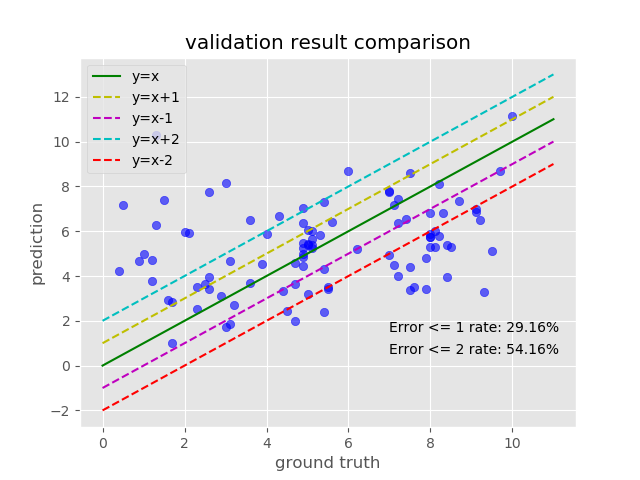 validation result comparison
y=x
y=x+1
y=x-1
y=x+2
y=x-2
12
10
8
6
4
2
0
−2
prediction
Error <= 1 rate: 29.16%
Error <= 2 rate: 54.16%
0 2 4 6 8 10
ground truth